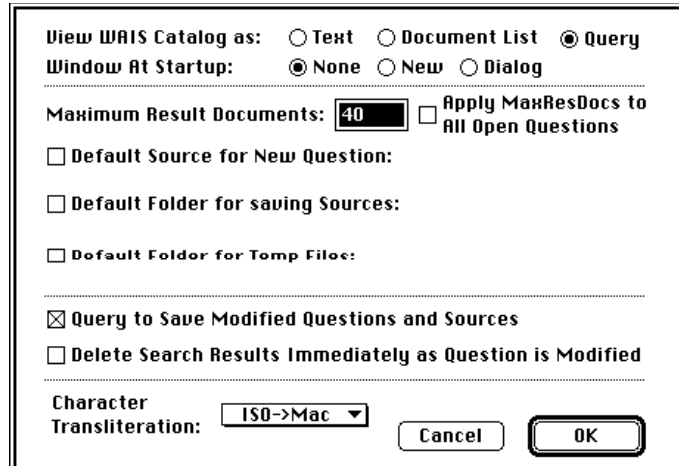 View WAIS Catalog as: Text Document List Query
Window At Startup: None New Dialog
Maximum Result Documents: 40 Apply MaxResDocs to
All Open Questions
Default Source for New Question:
Default Folder for saving Sources:
Default Folder for Temp Files:
Query to Save Modified Questions and Sources
Delete Search Results Immediately as Question is Modified
Character
Transliteration: ISO->Mac
Cancel OK